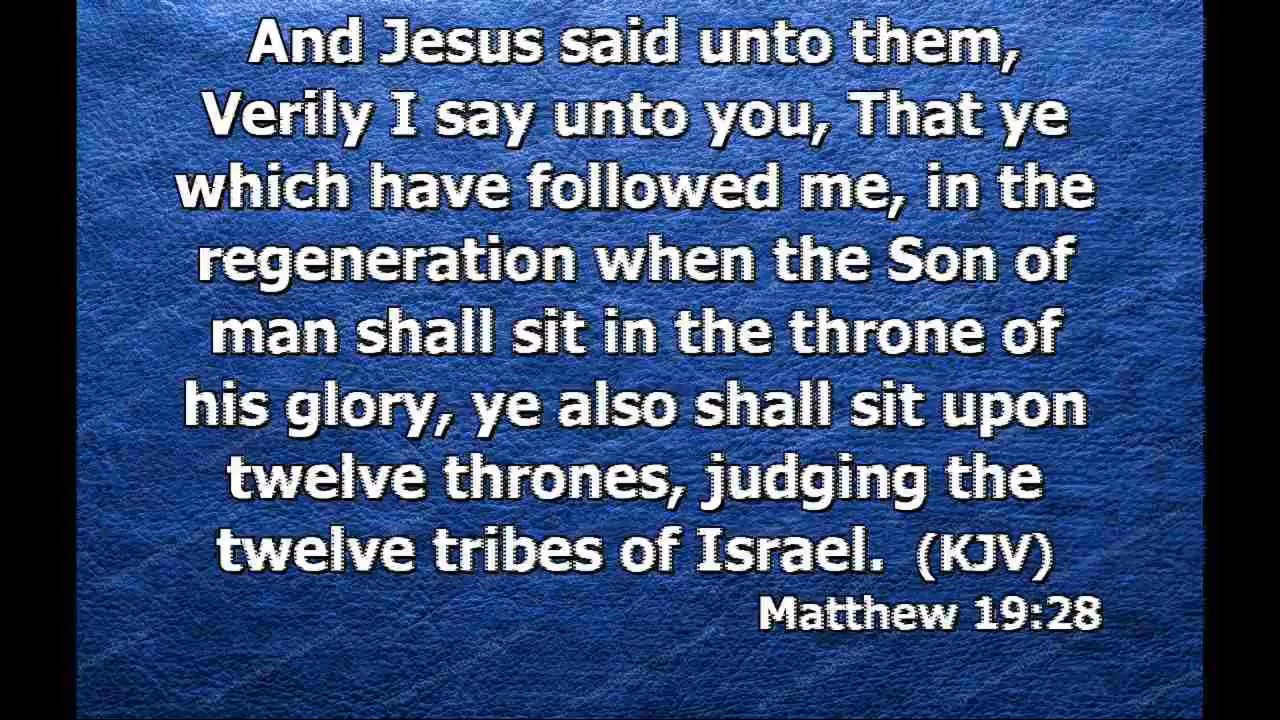 And Jesus said unto them,
Verily I say unto you, That ye
which have followed me, in the
regeneration when the Son of
man shall sit in the throne of
his glory, ye also shall sit upon
twelve thrones, judging the
twelve tribes of Israel. (KJV)
Matthew 19:28